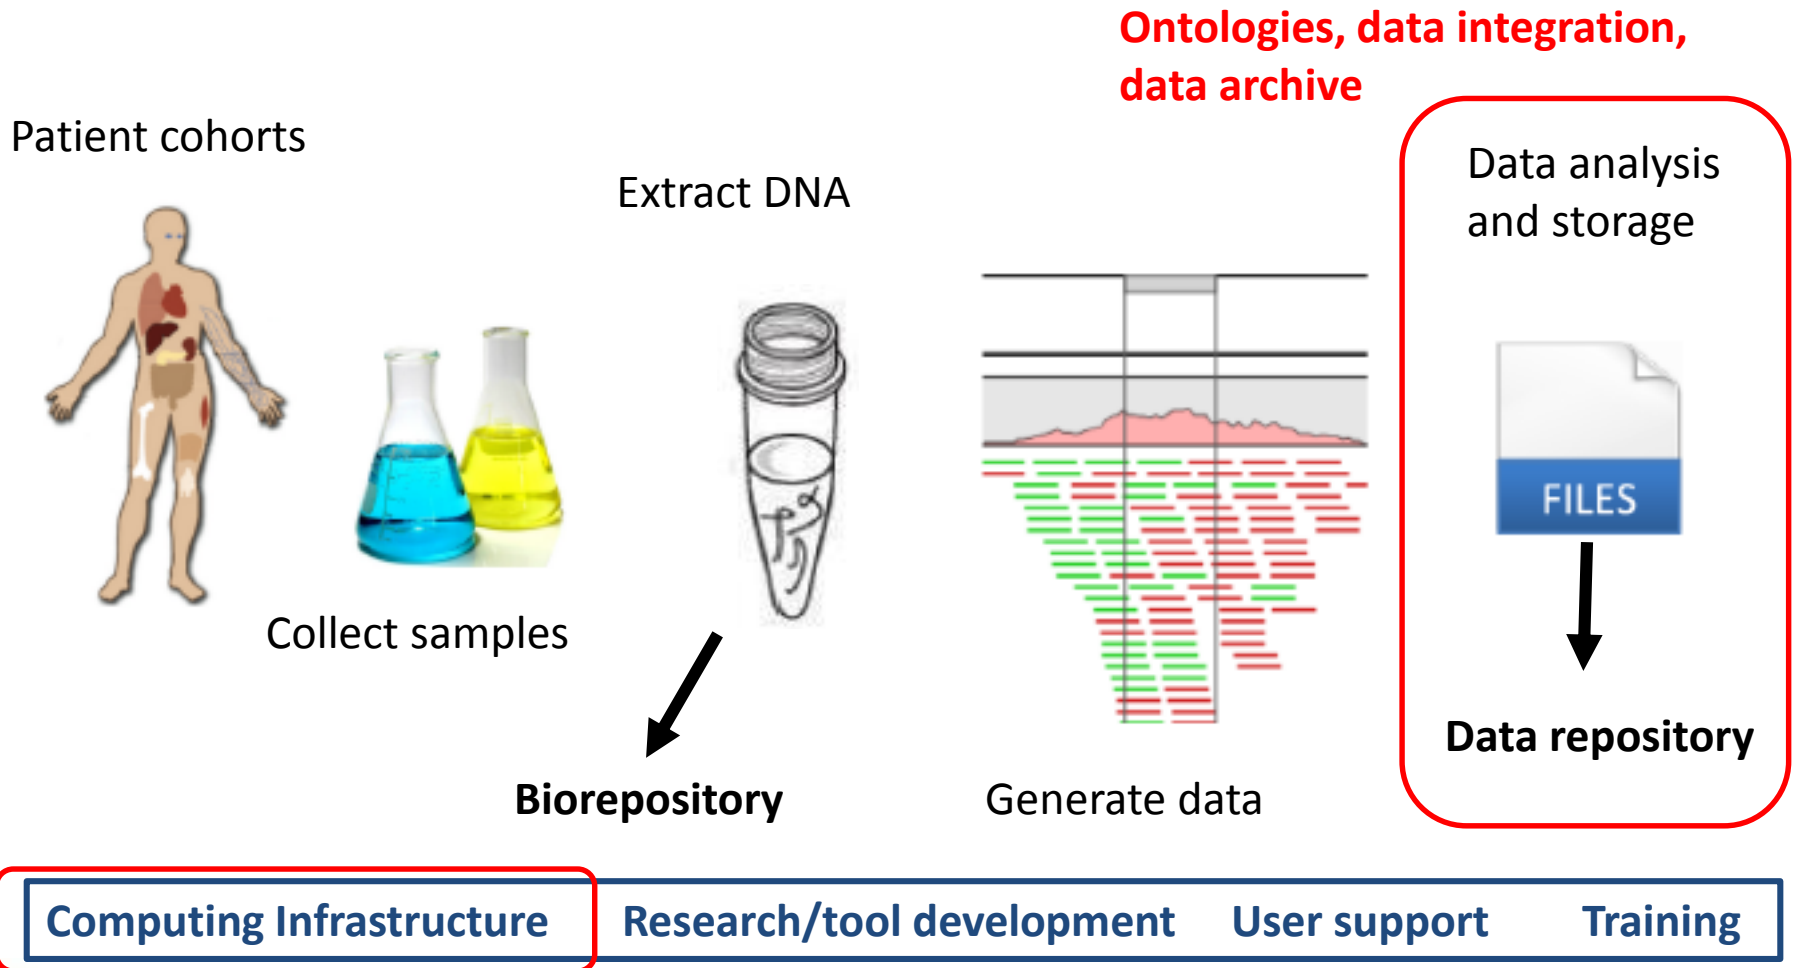 Ontologies, data integration,
data archive
Patient cohorts
Extract DNA
Data analysis
and storage
FILES
Collect samples
Data repository
Biorepository
Generate data
Computing Infrastructure
Research/tool development
User support
Training